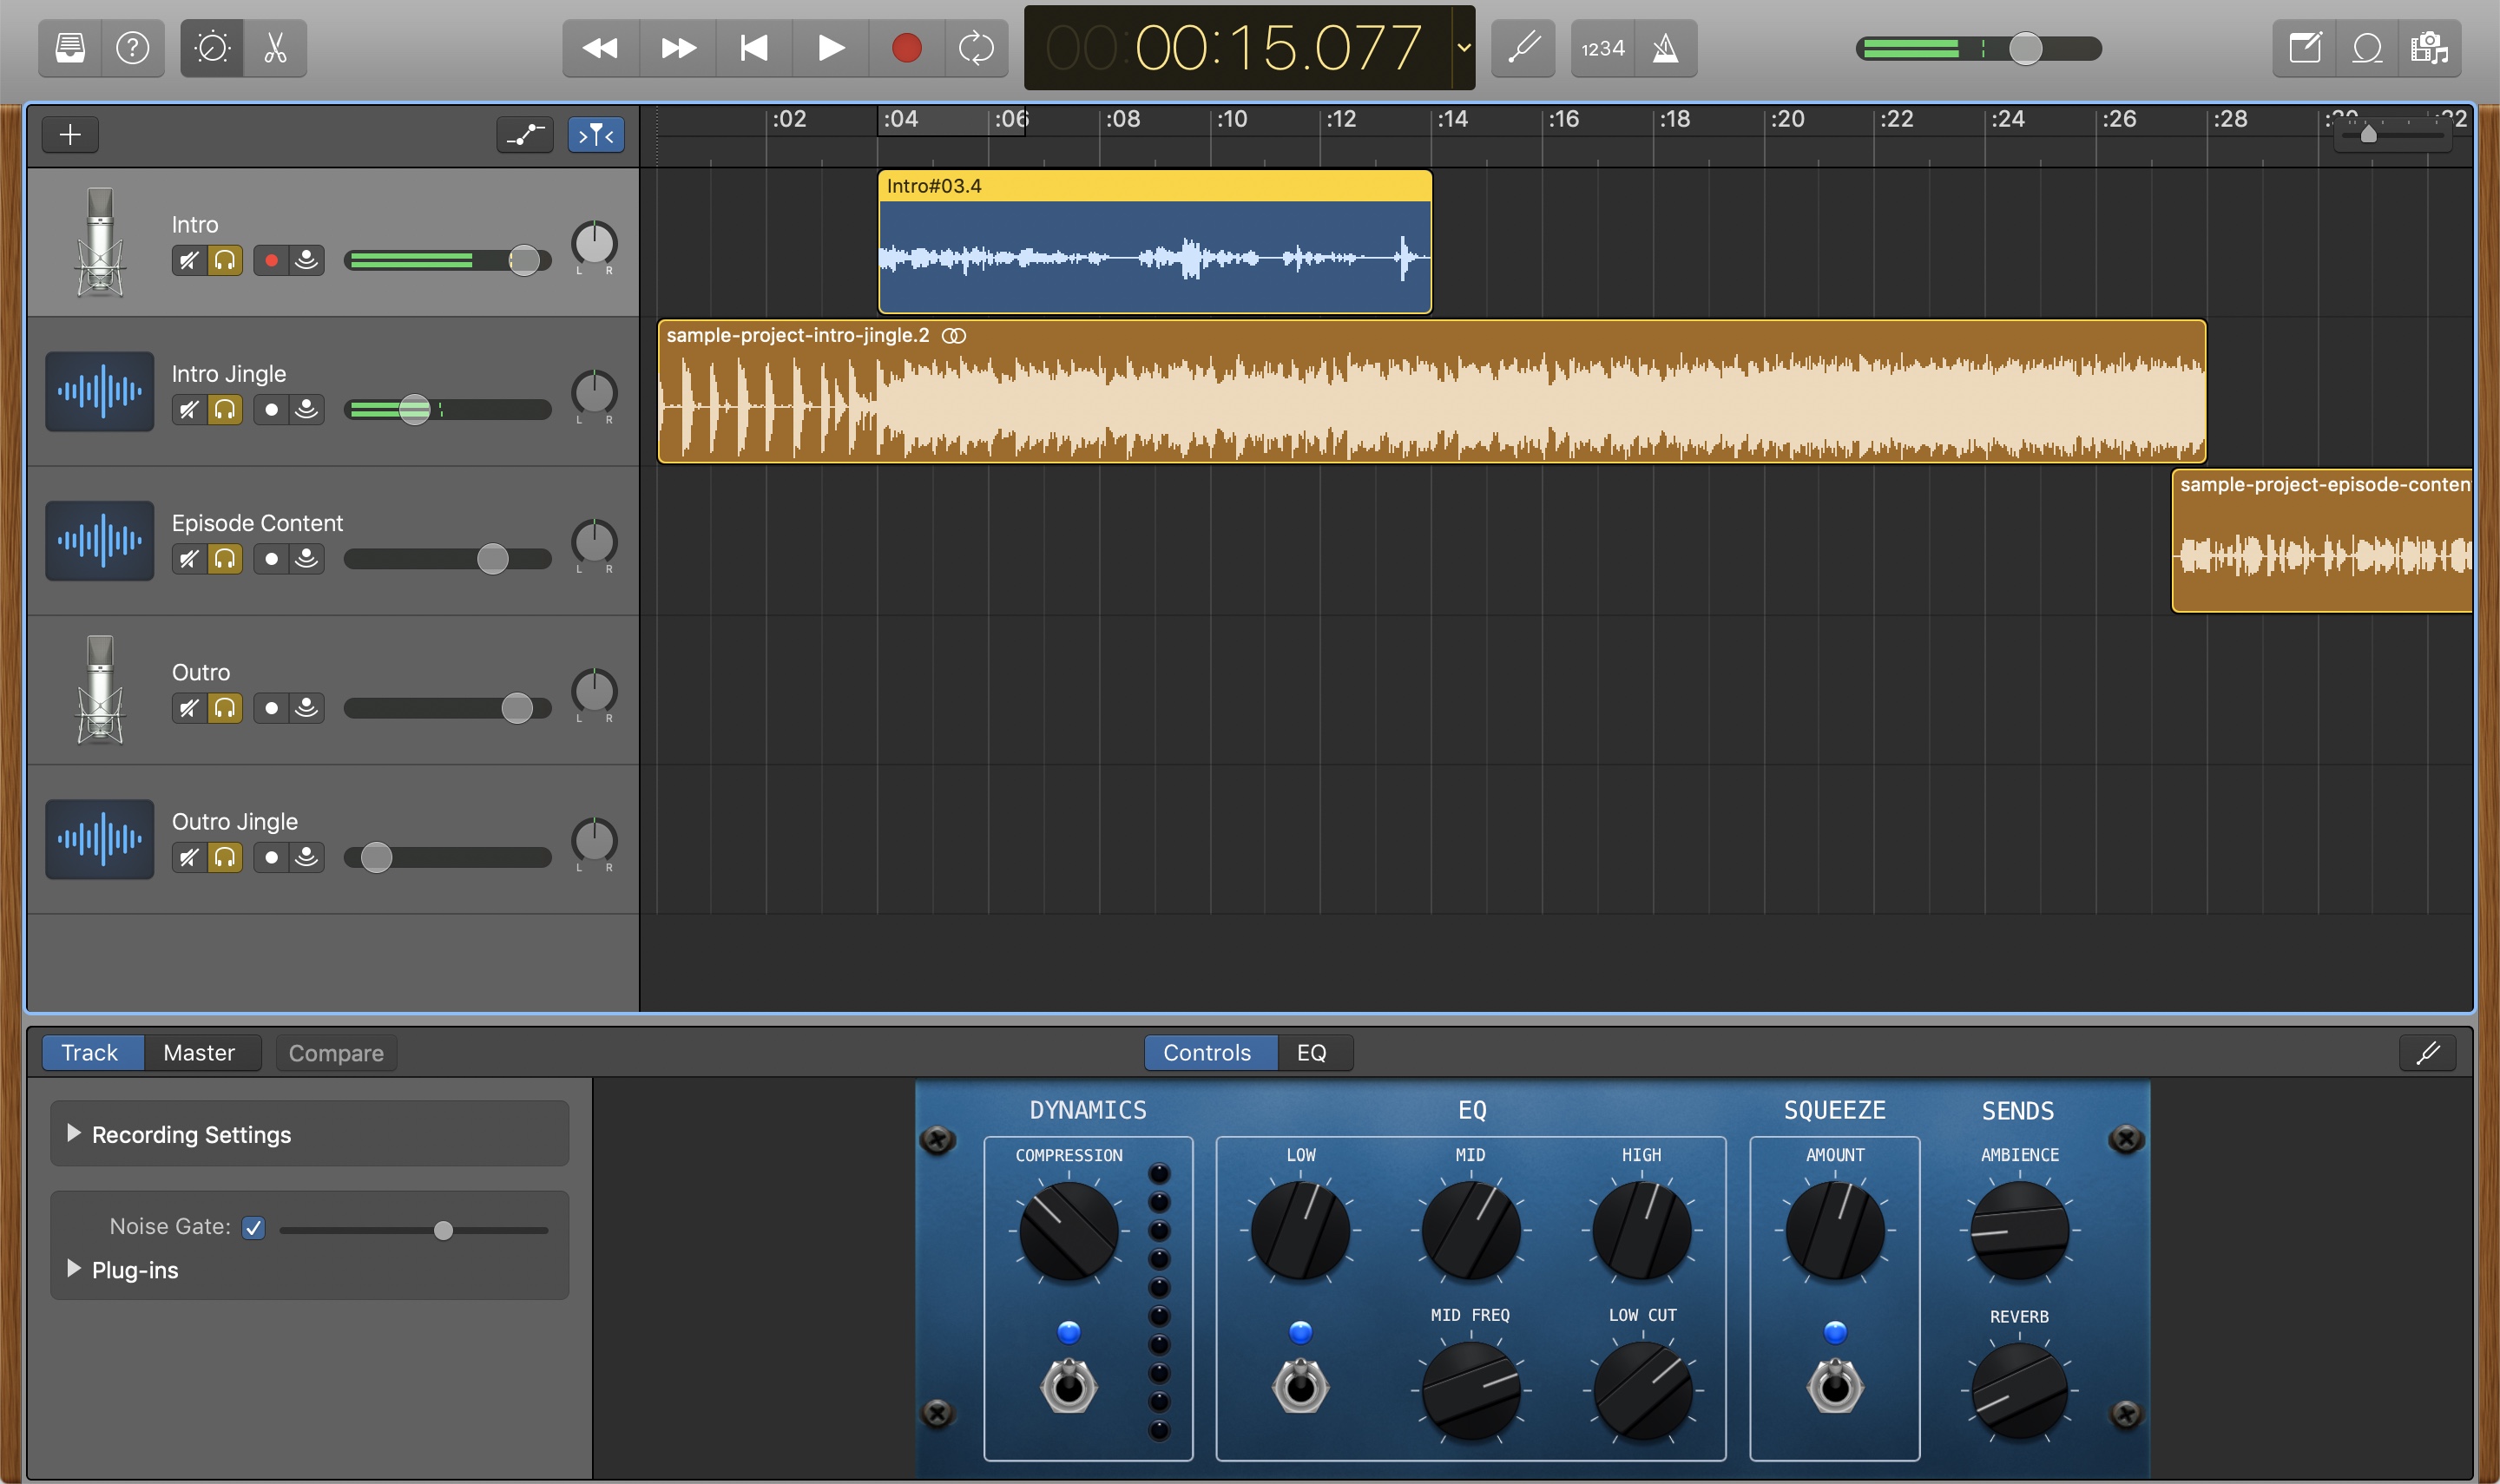 00:00:15.077
1234
:02 :04 :06 :08 :10 :12 :14 :16 :18 :20 :22 :24 :26 :28
Intro
L R
Intro#03.4
Intro Jingle
L R
sample-project-intro-jingle.2
Episode Content
L R
sample-project-episode-conten
Outro
L R
Outro Jingle
L R
Track Master Compare
Controls EQ
Recording Settings
Noise Gate:
Plug-ins
DYNAMICS EQ SQUEEZE SENDS
COMPRESSION LOW MID HIGH AMOUNT AMBIENCE
MID FREQ LOW CUT REVERB